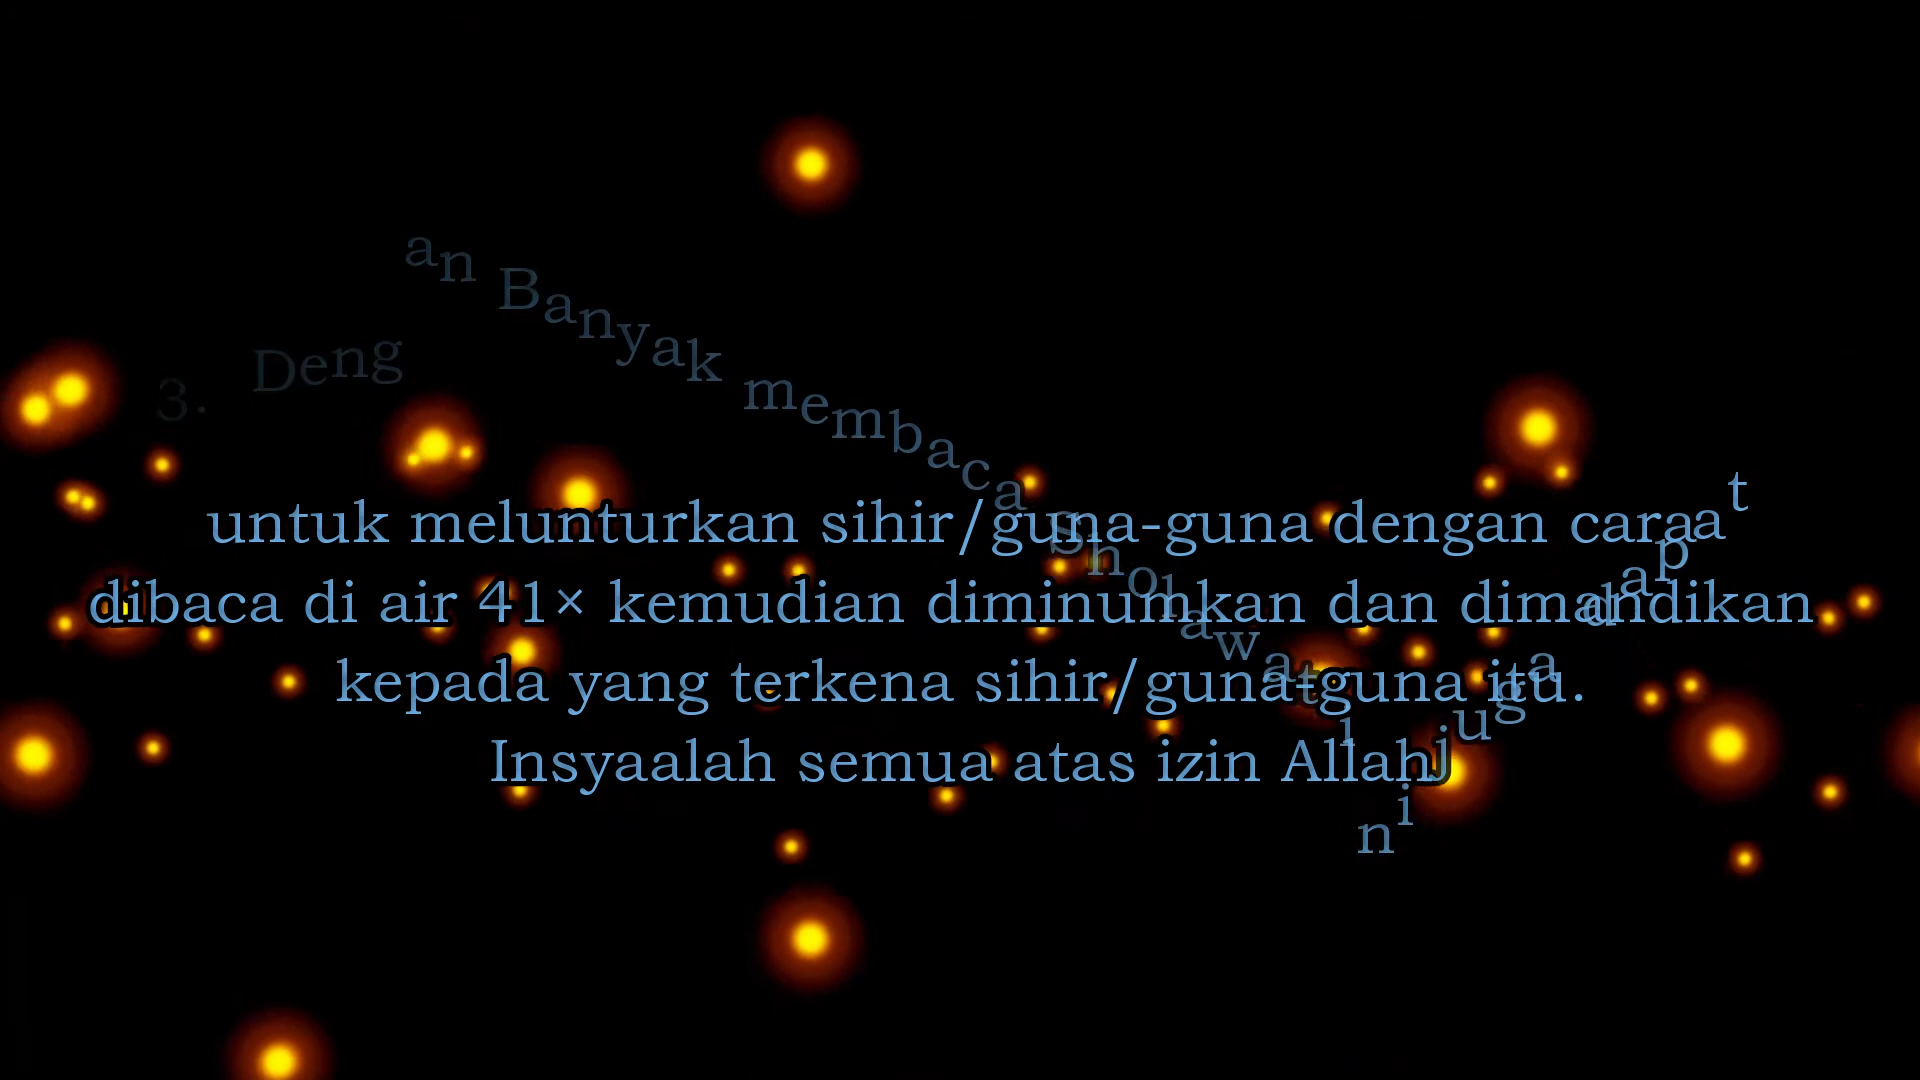 3. Dengan Banyak membaca Sholawat ini juga dapat
untuk melunturkan sihir/guna-guna dengan cara
dibaca di air 41× kemudian diminumkan dan dimandikan
kepada yang terkena sihir/guna-guna itu.
Insyaalah semua atas izin Allah